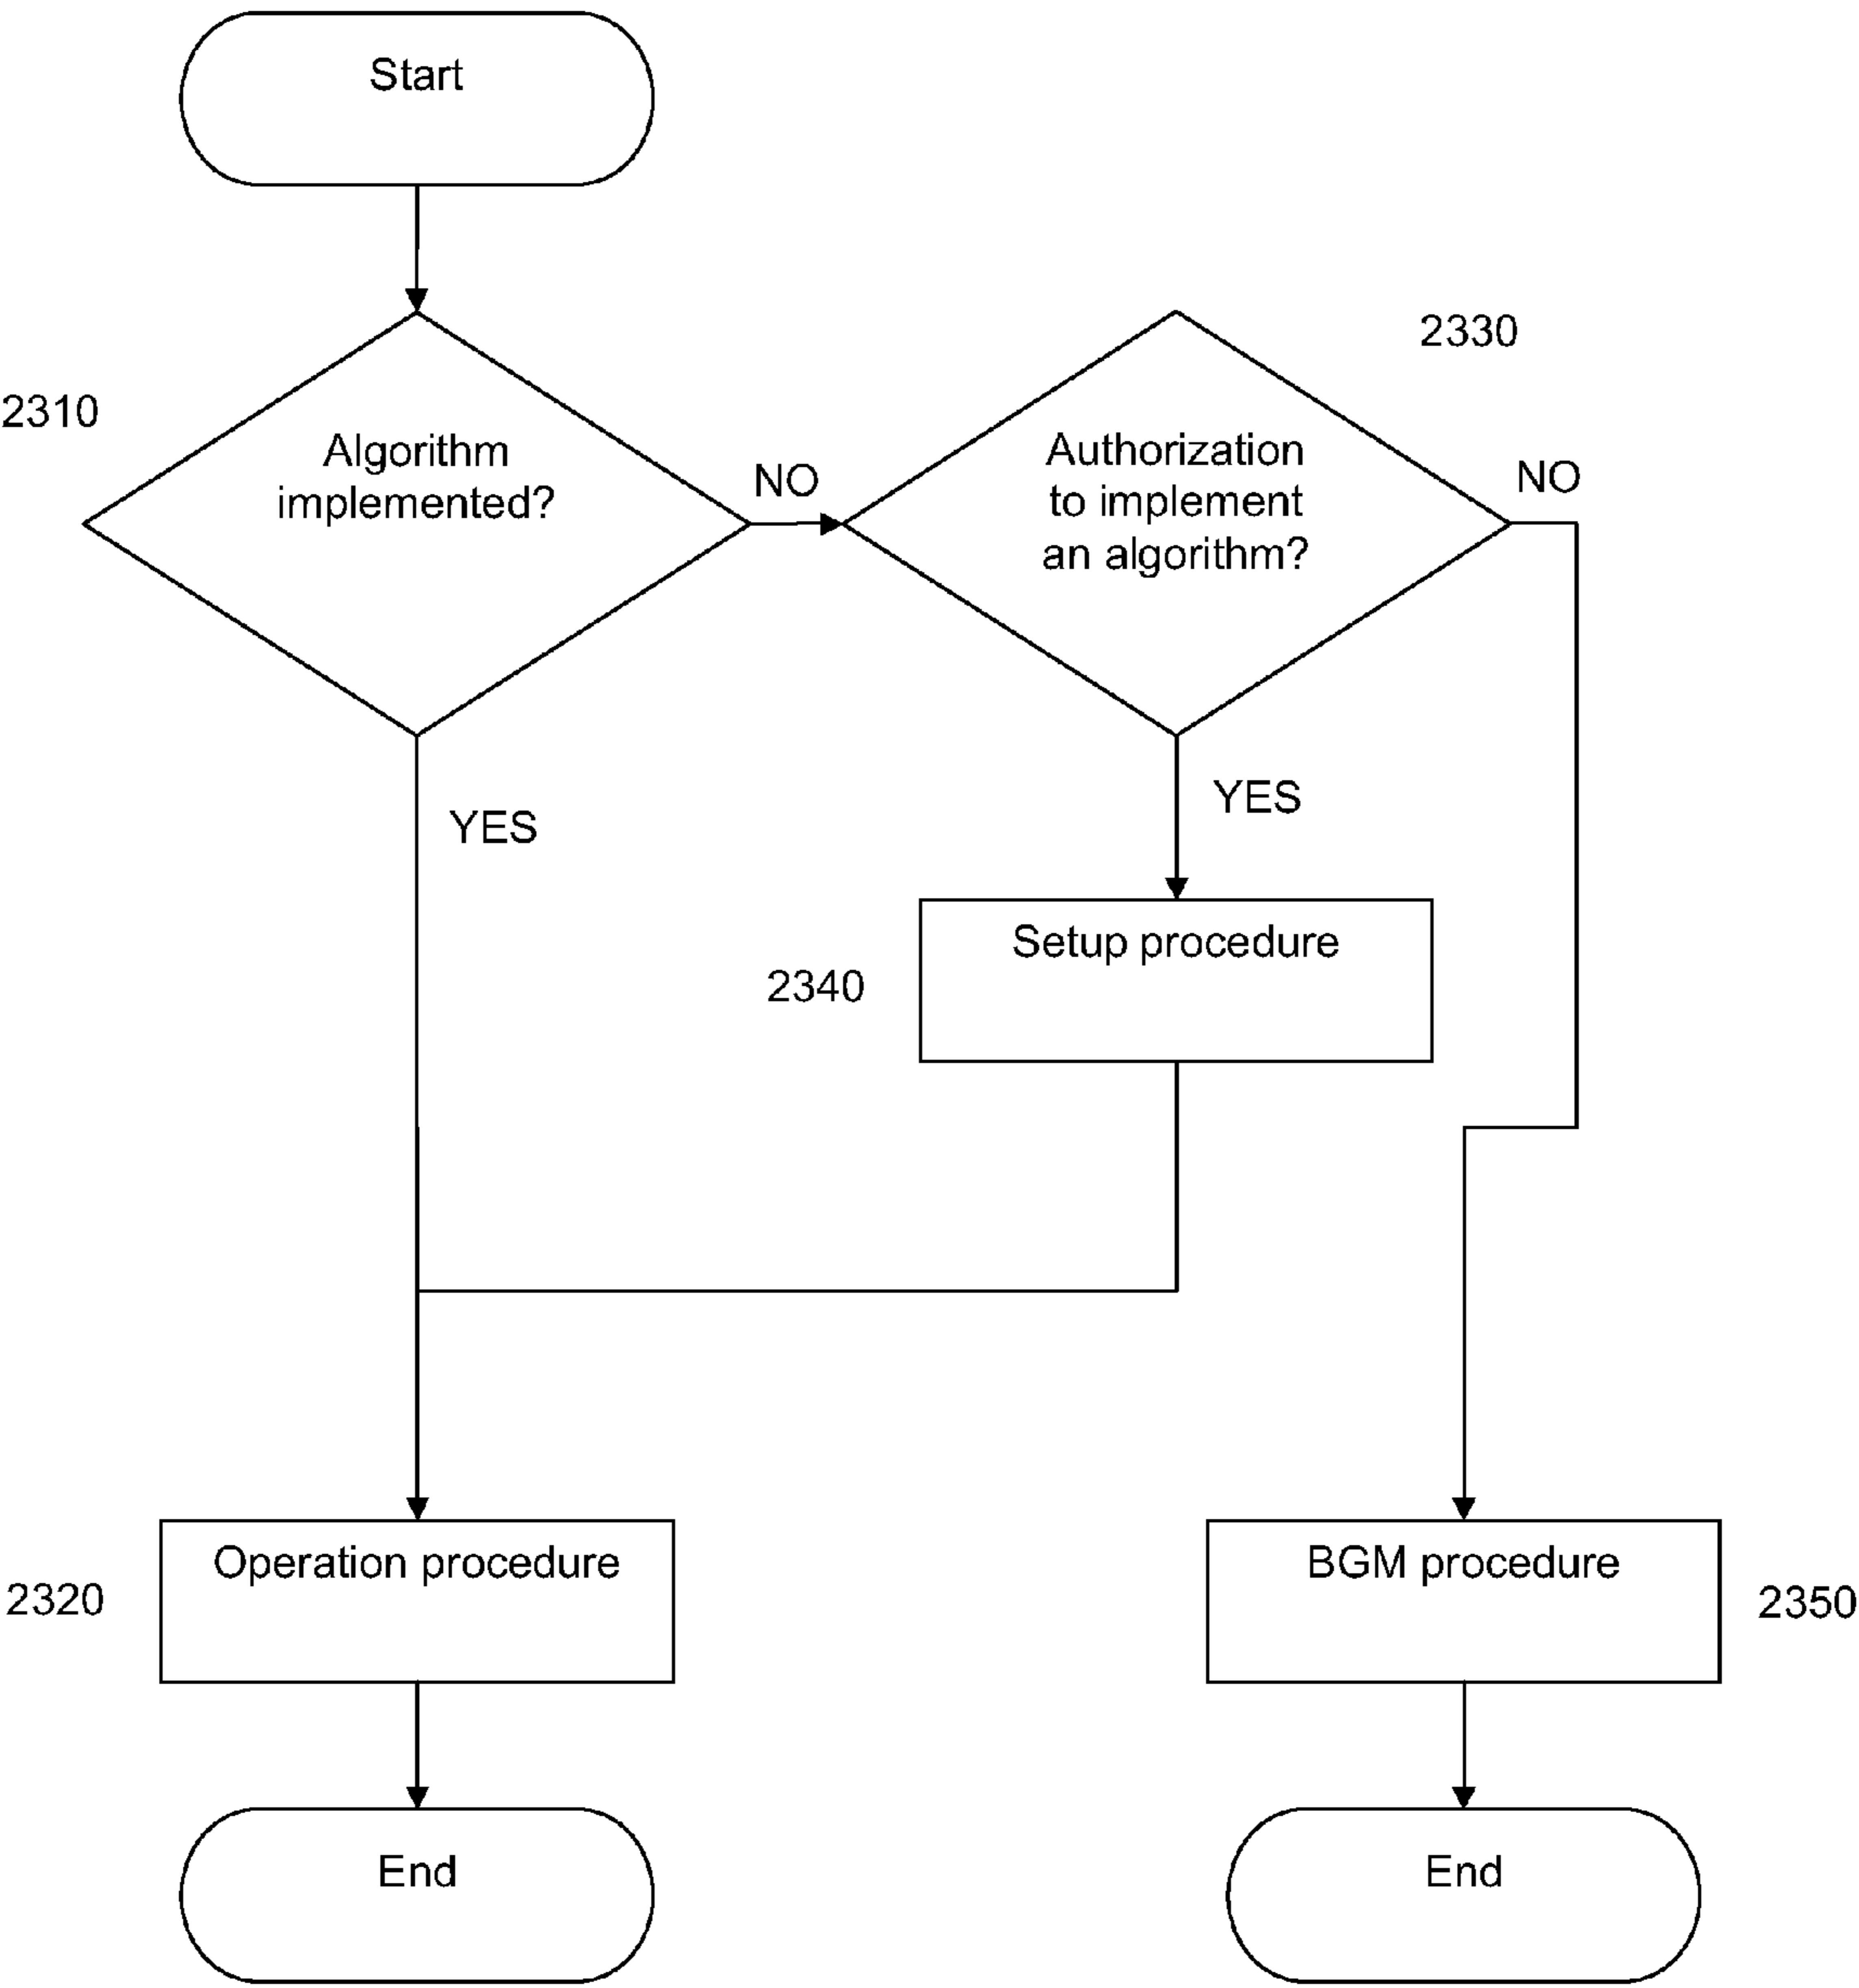 Start
2330
2310
Algorithm
implemented?
NO
Authorization
to implement
an algorithm?
NO
YES
YES
Setup procedure
2340
Operation procedure
2320
BGM procedure
2350
End
End